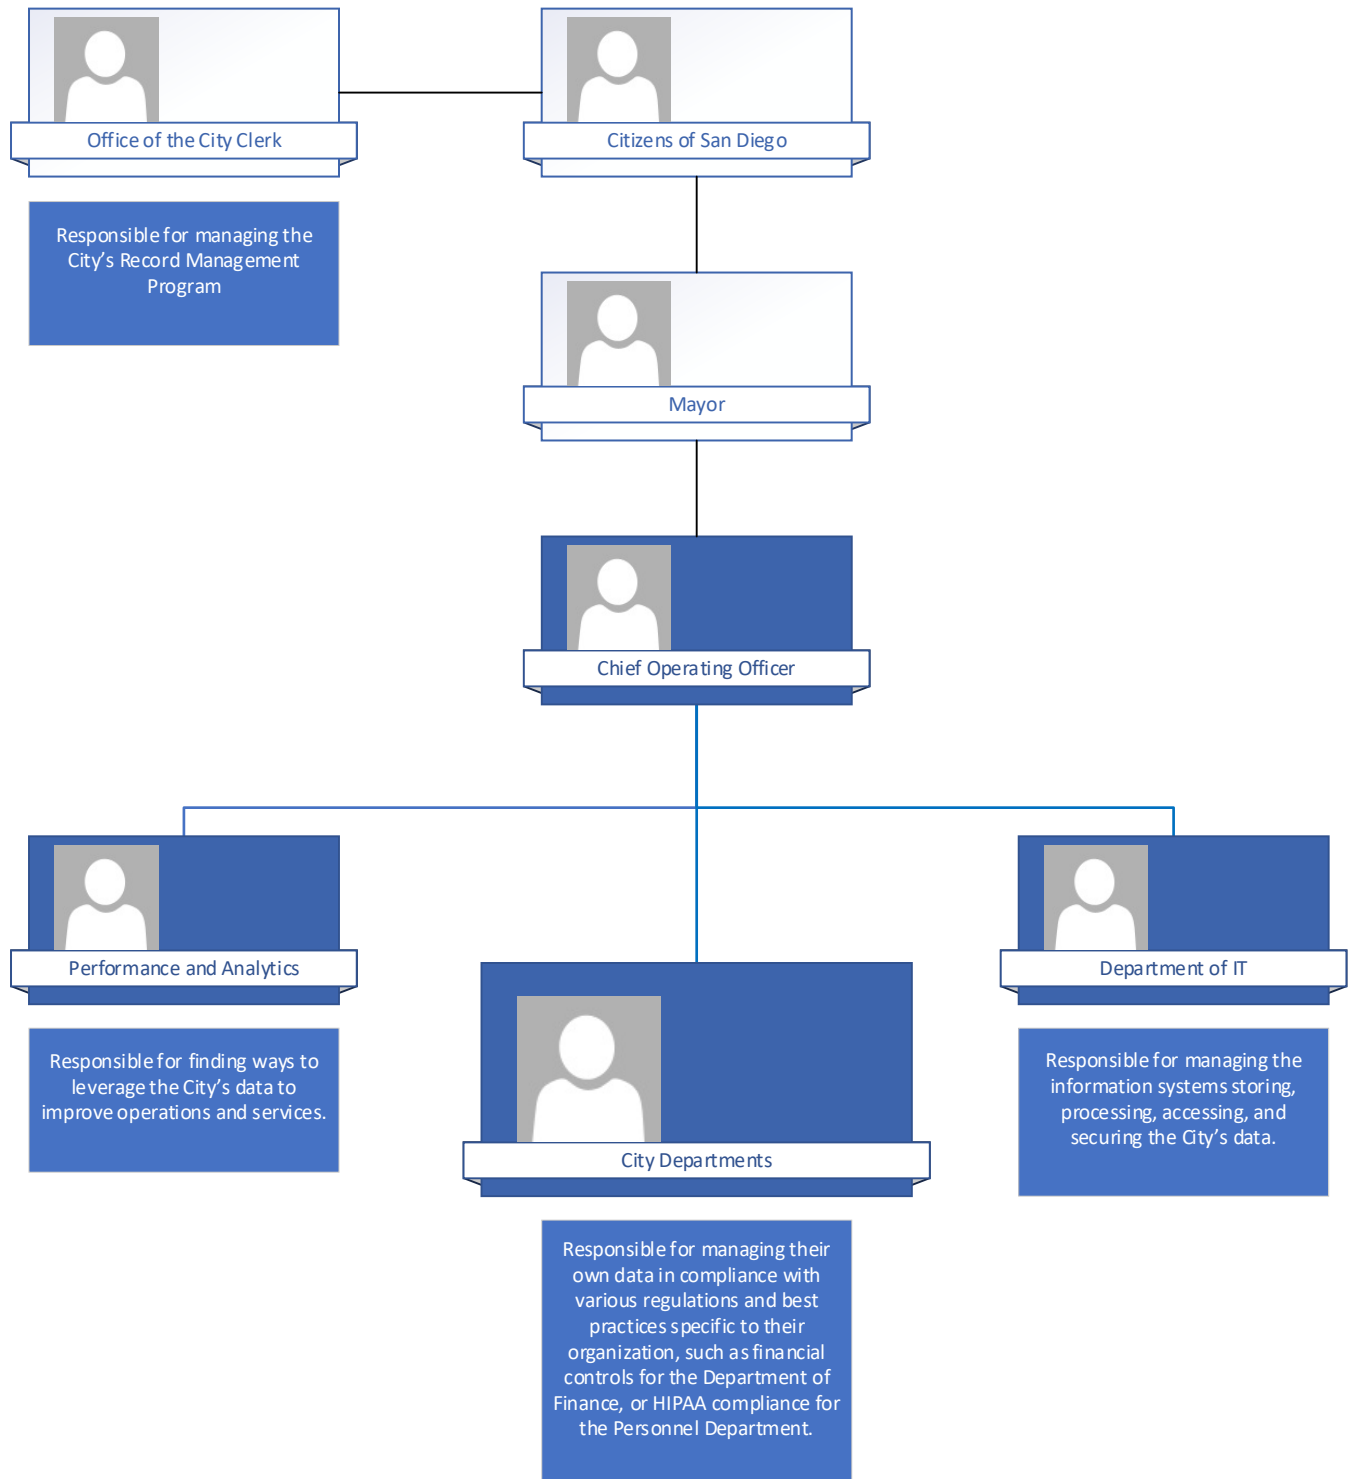 Office of the City Clerk
Citizens of San Diego
Responsible for managing the
City’s Record Management
Program
Mayor
Chief Operating Officer
Performance and Analytics
Department of IT
Responsible for finding ways to
leverage the City’s data to
improve operations and services.
Responsible for managing the
information systems storing,
processing, accessing, and
securing the City’s data.
City Departments
Responsible for managing their
own data in compliance with
various regulations and best
practices specific to their
organization, such as financial
controls for the Department of
Finance, or HIPAA compliance for
the Personnel Department.